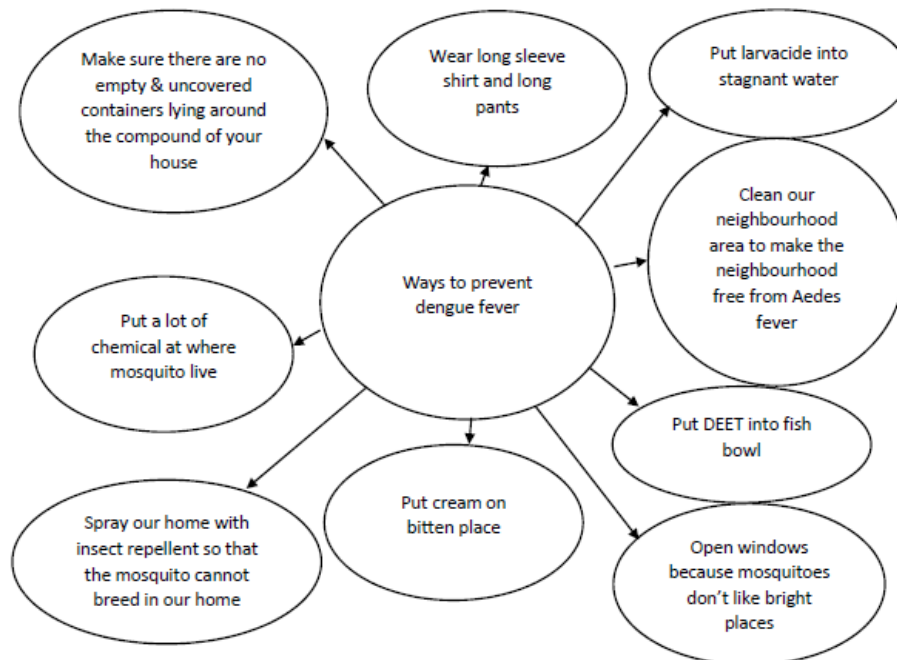 Make sure there are no
empty & uncovered
containers lying around
the compound of your
house
Wear long sleeve
shirt and long
pants
Put larvacide into
stagnant water
Clean our
neighbourhood
area to make the
neighbourhood
free from Aedes
fever
Ways to prevent
dengue fever
Put a lot of
chemical at where
mosquito live
Put DEET into fish
bowl
Put cream on
bitten place
Spray our home with
insect repellent so that
the mosquito cannot
breed in our home
Open windows
because mosquitoes
don't like bright
places